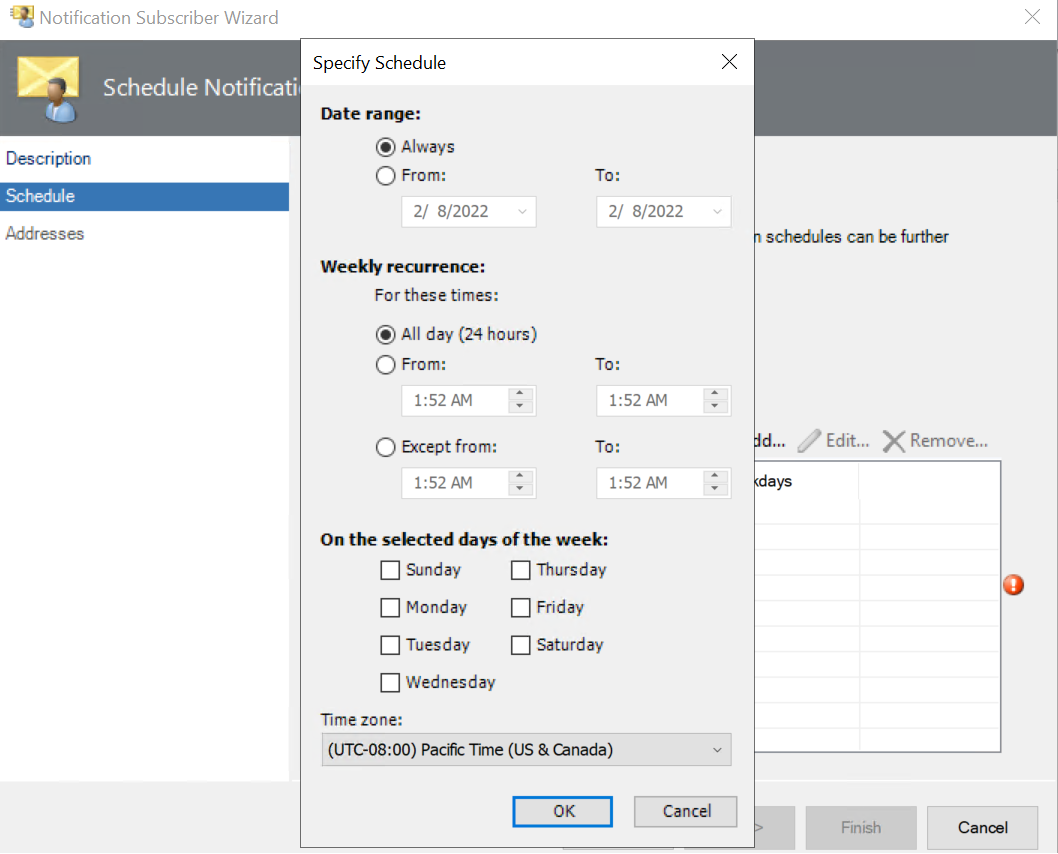 Notification Subscriber Wizard
Specify Schedule
Schedule
Date range:
Always
Description
From: To:
Schedule
2/ 8/2022 2/ 8/2022
Addresses
schedules can be further
Weekly recurrence:
For these times:
All day (24 hours)
From: To:
1:52 AM 1:52 AM
Edit... Remove...
Except from: To:
1:52 AM 1:52 AM
On the selected days of the week:
Sunday Thursday
Monday Friday
Tuesday Saturday
Wednesday
Time zone:
(UTC-08:00) Pacific Time (US & Canada)
OK Cancel
> Finish Cancel